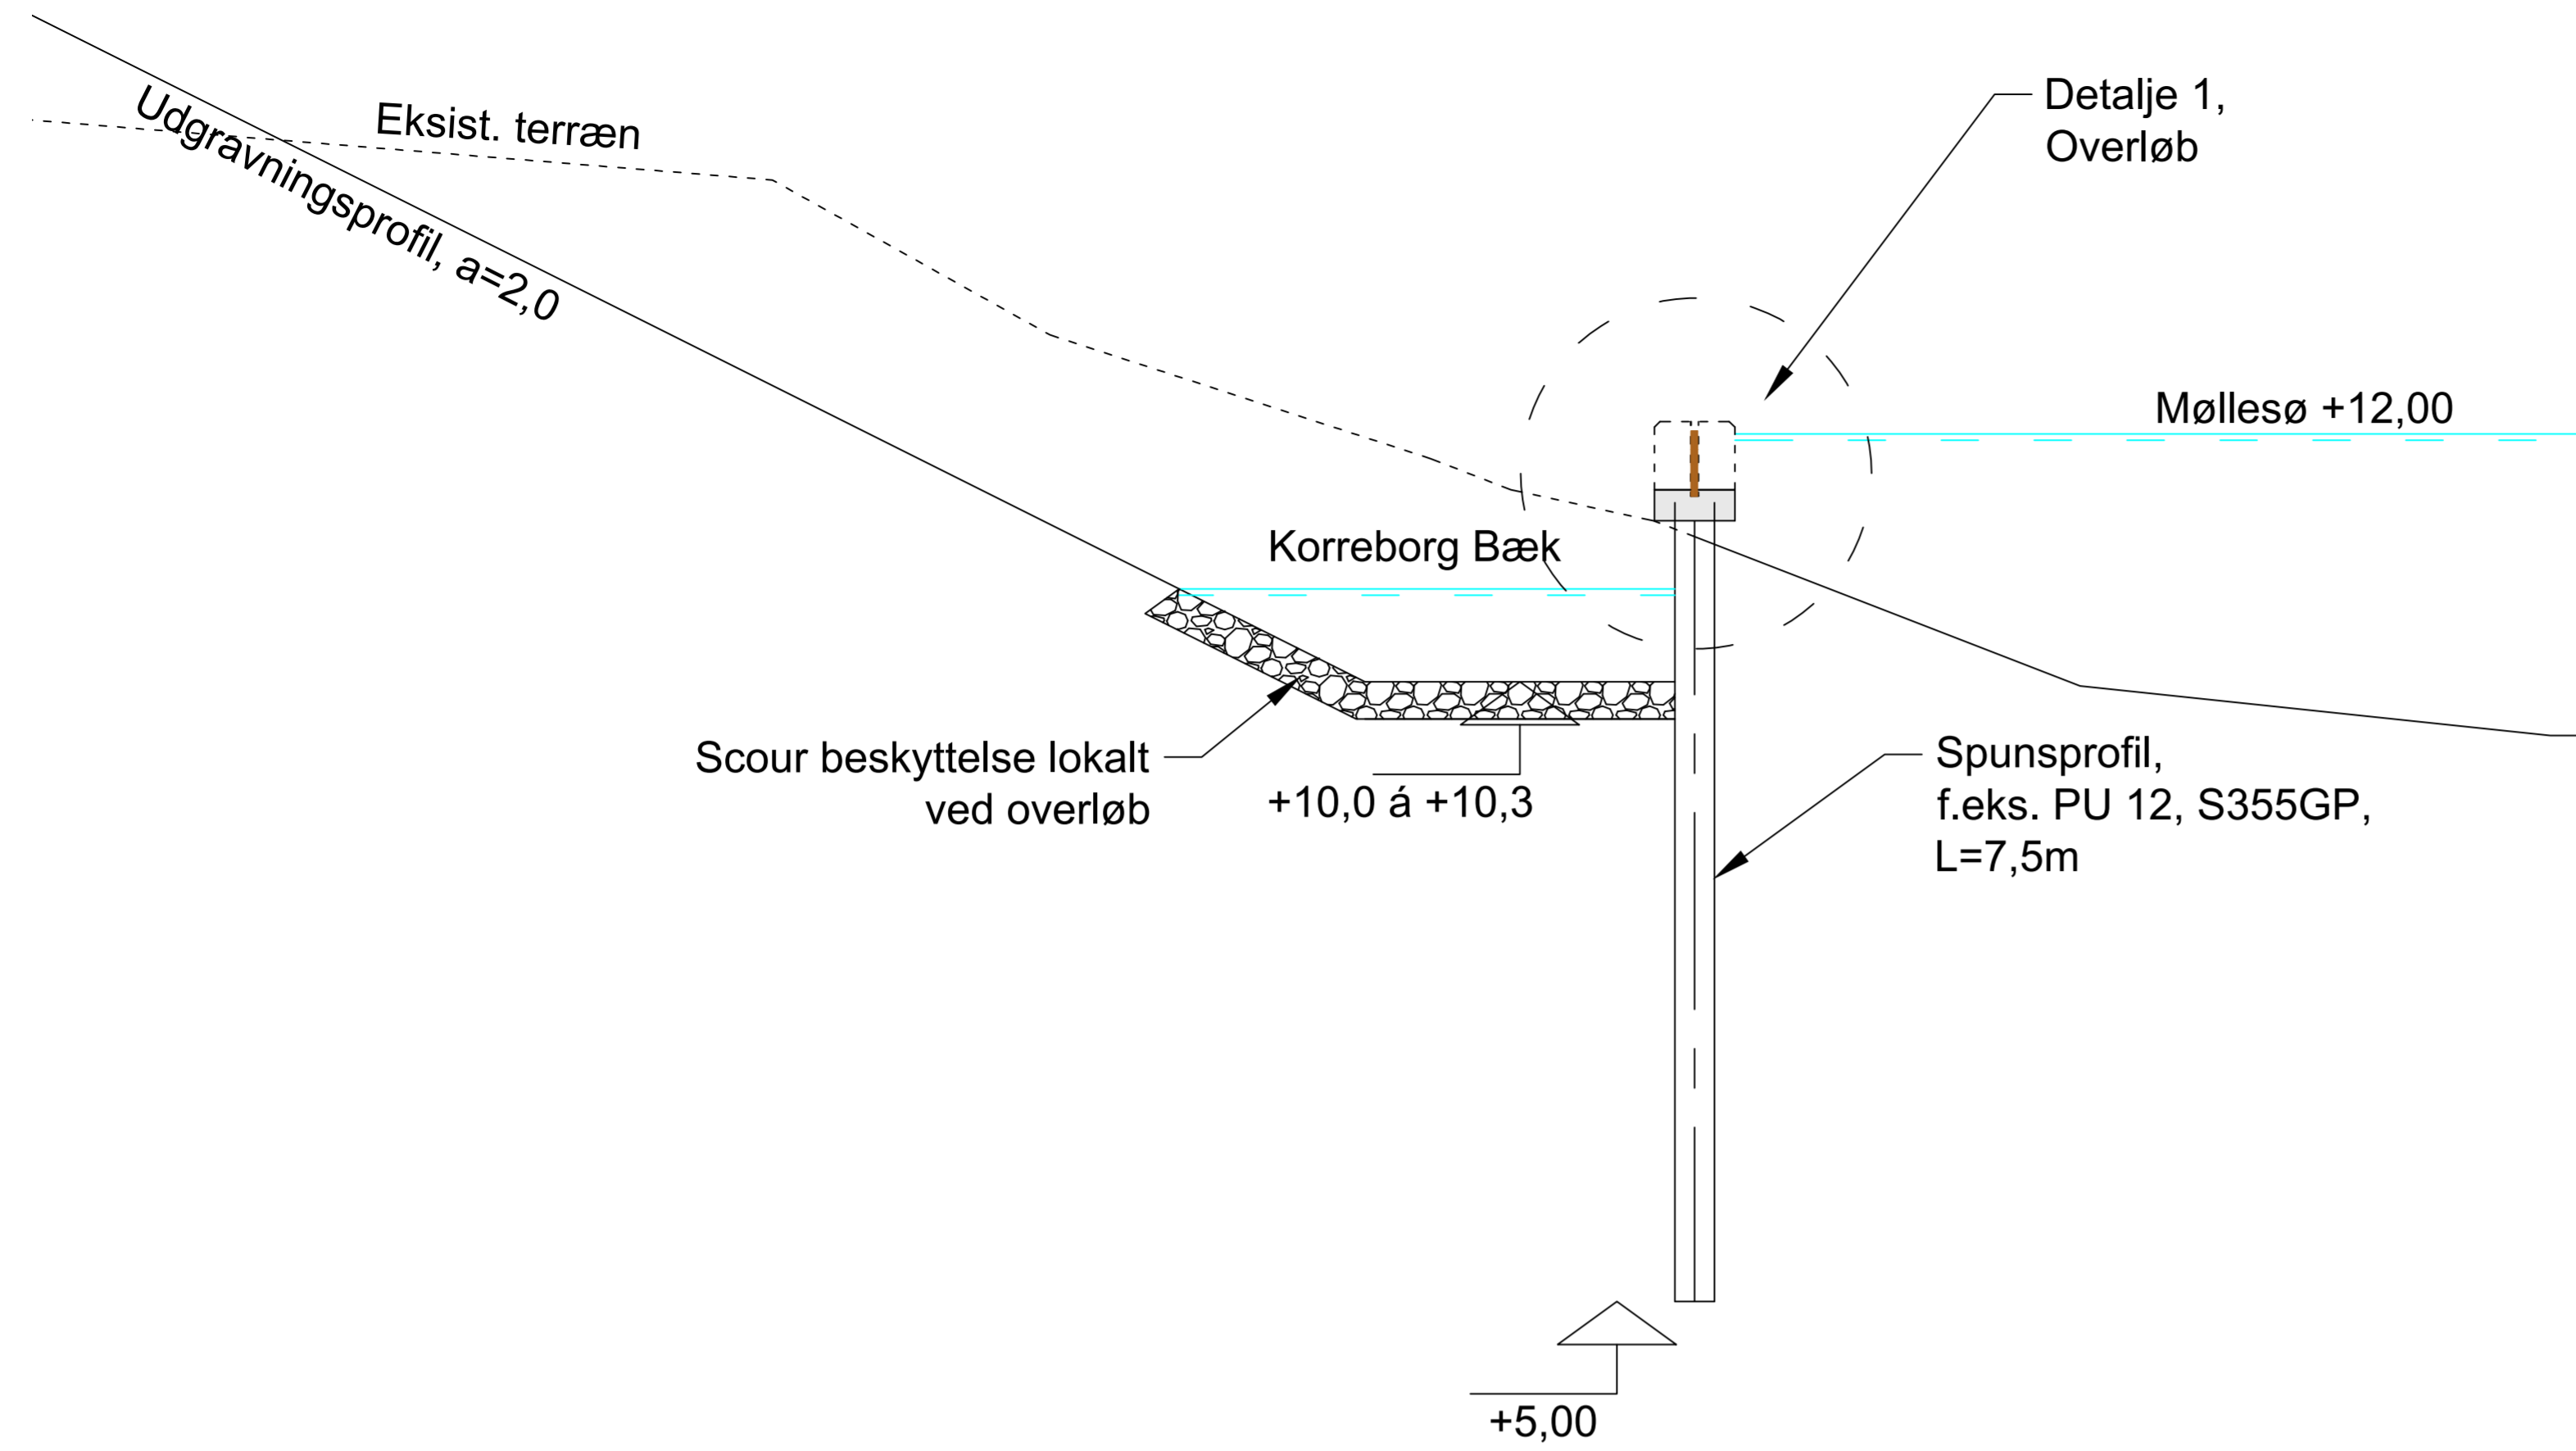 Detalje 1,
Overløb
Eksist. terræn
Udgravningsprofil, a=2,0
Møllesø +12,00
Korreborg Bæk
Scour beskyttelse lokalt
ved overløb
+10,0 á +10,3
Spunsprofil,
f.eks. PU 12, S355GP,
L=7,5m
+5,00